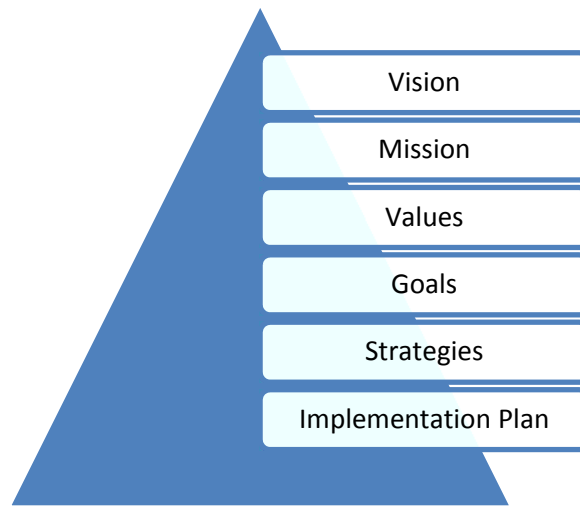 Vision
Mission
Values
Goals
Strategies
Implementation Plan